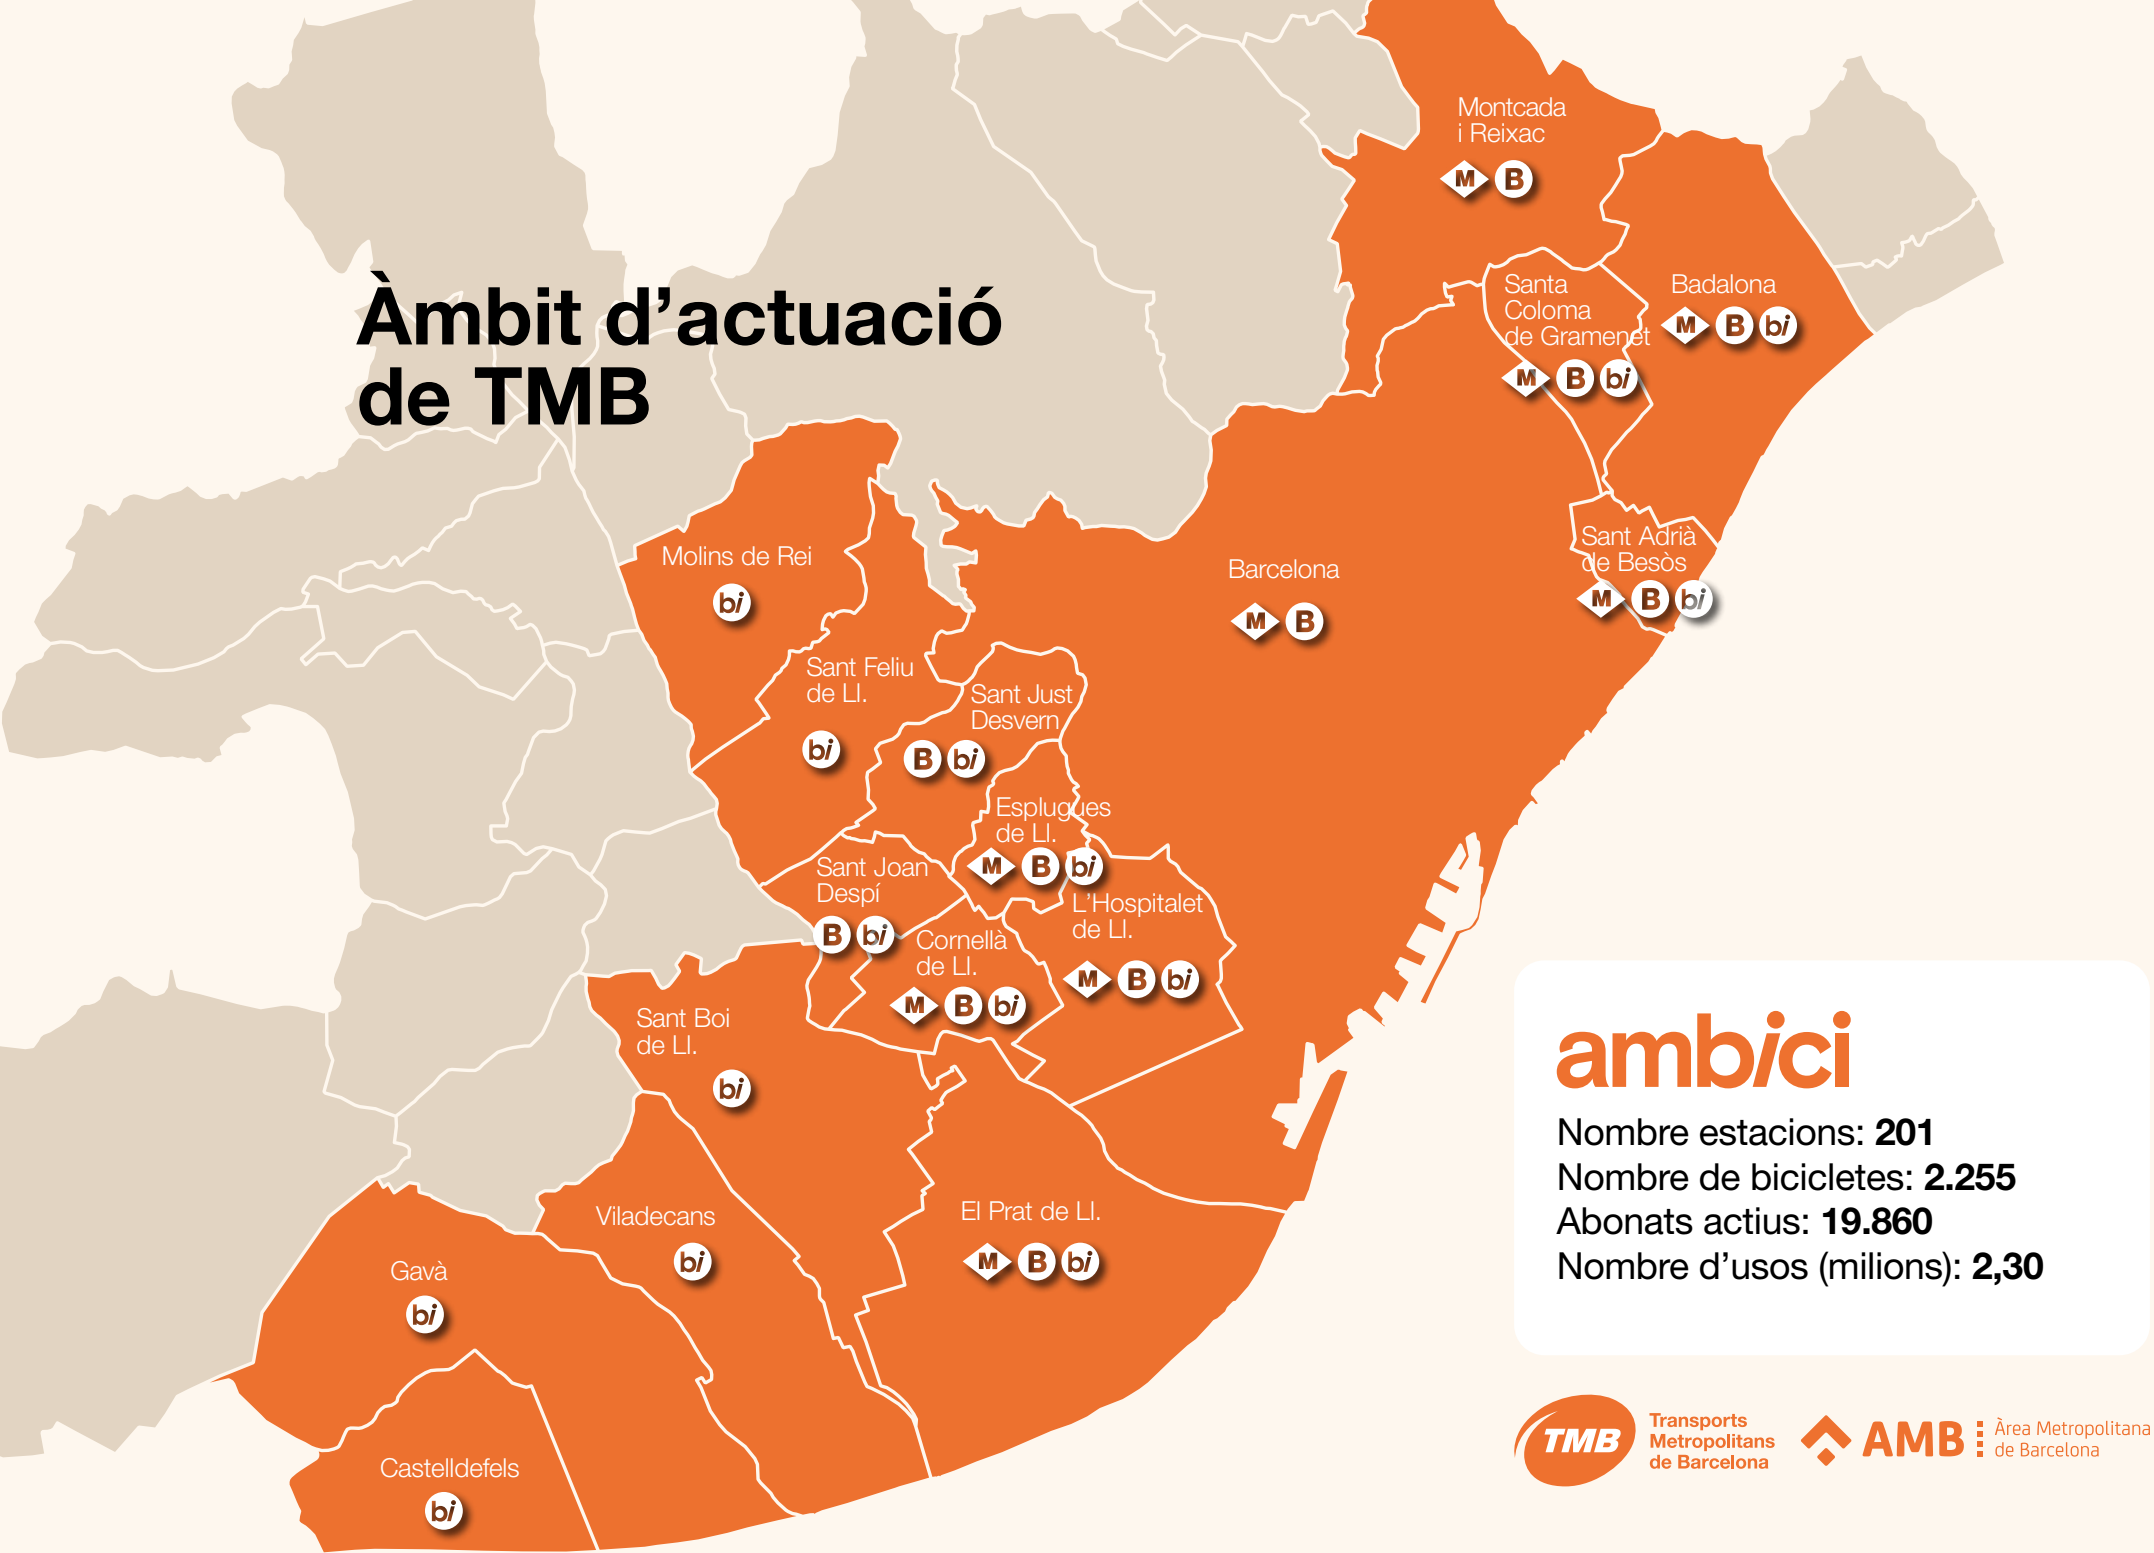 Àmbit d’actuació
de TMB
Montcada
i Reixac
M B
Santa
Coloma
de Gramenet
M B bi
Badalona
M B bi
Sant Adrià
de Besòs
M B bi
Barcelona
M B
Molins de Rei
bi
Sant Feliu
de Ll.
bi
Sant Just
Desvern
B bi
Esplugues
de Ll.
M B bi
Sant Joan
Despí
B bi
L’Hospitalet
de Ll.
M B bi
Cornellà
de Ll.
M B bi
Sant Boi
de Ll.
bi
Viladecans
bi
El Prat de Ll.
M B bi
Gavà
bi
Castelldefels
bi
ambici
Nombre estacions: 201
Nombre de bicicletes: 2.255
Abonats actius: 19.860
Nombre d’usos (milions): 2,30
TMB
Transports
Metropolitans
de Barcelona
AMB
Àrea Metropolitana
de Barcelona